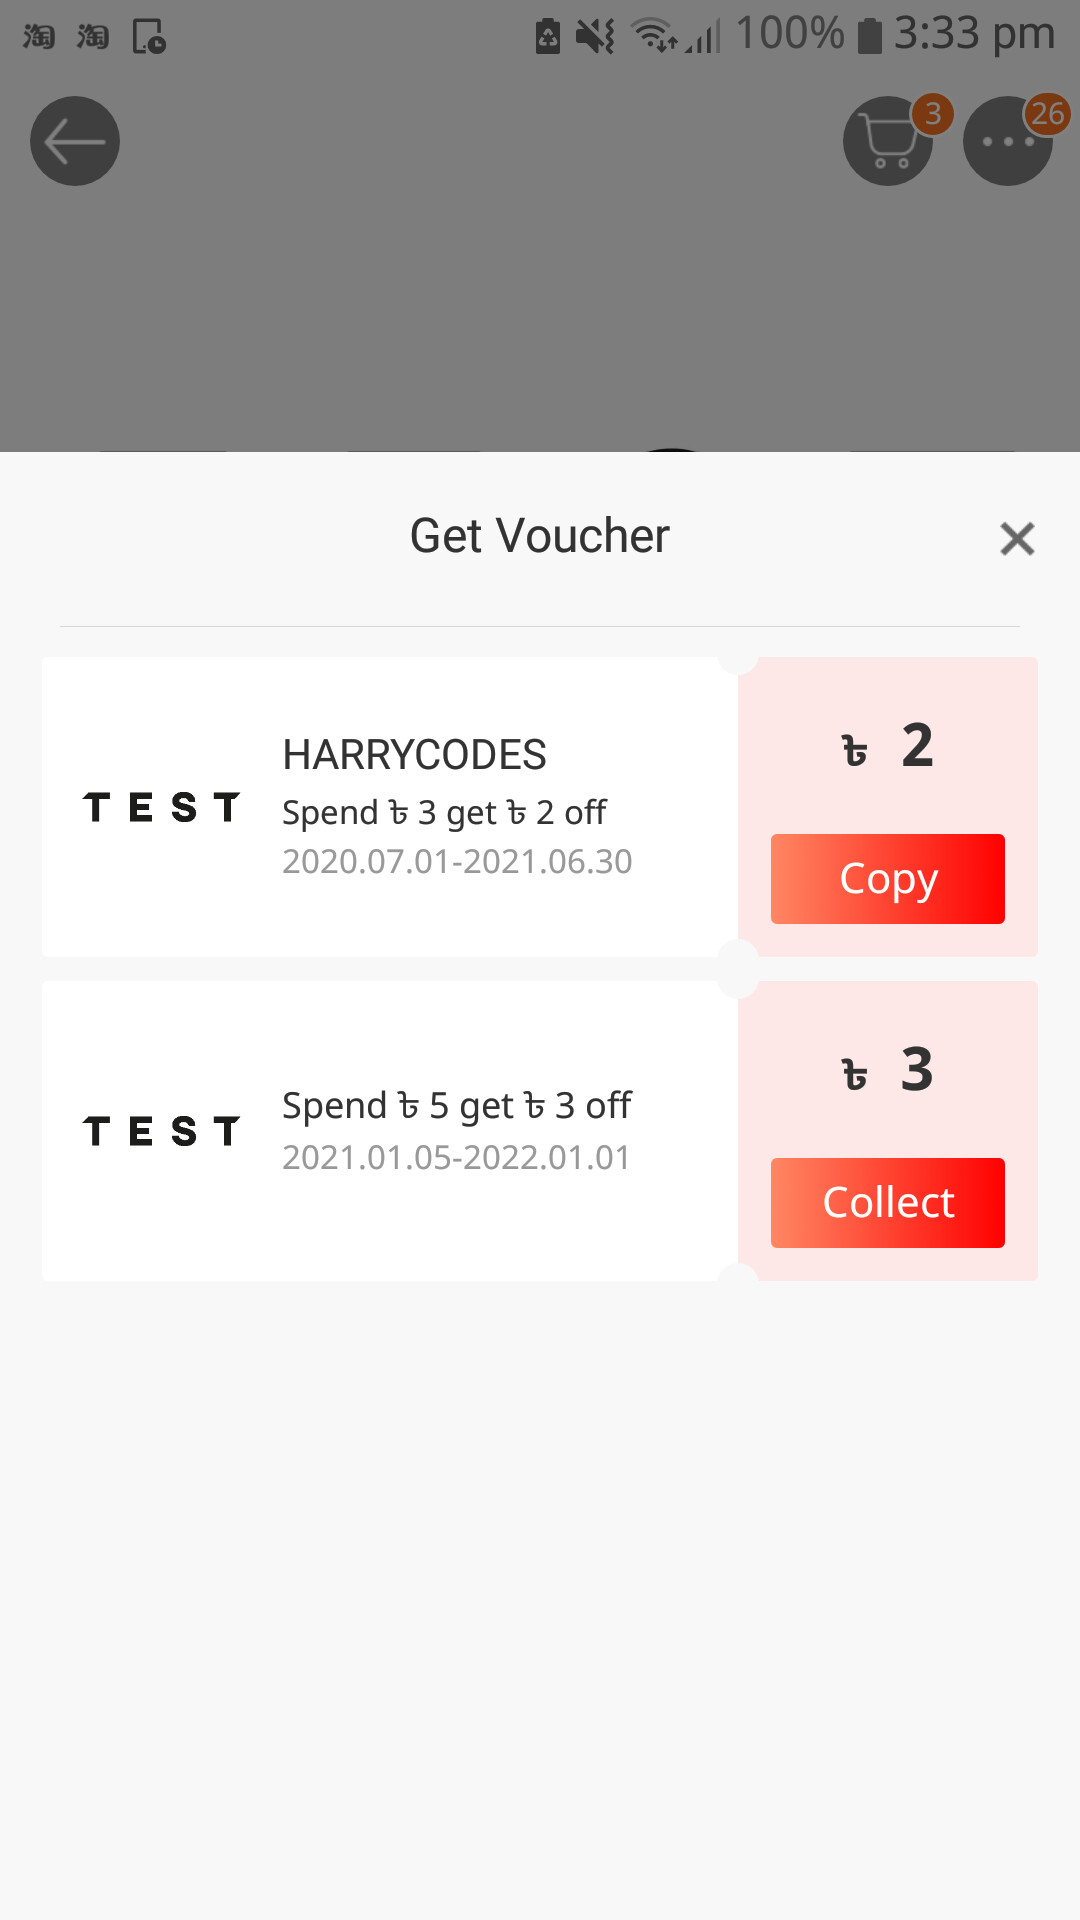 淘 淘 100% 3:33 pm
3 26
Get Voucher
HARRYCODES
Spend ৳ 3 get ৳ 2 off
2020.07.01-2021.06.30
TEST
৳ 2
Copy
Spend ৳ 5 get ৳ 3 off
2021.01.05-2022.01.01
TEST
৳ 3
Collect